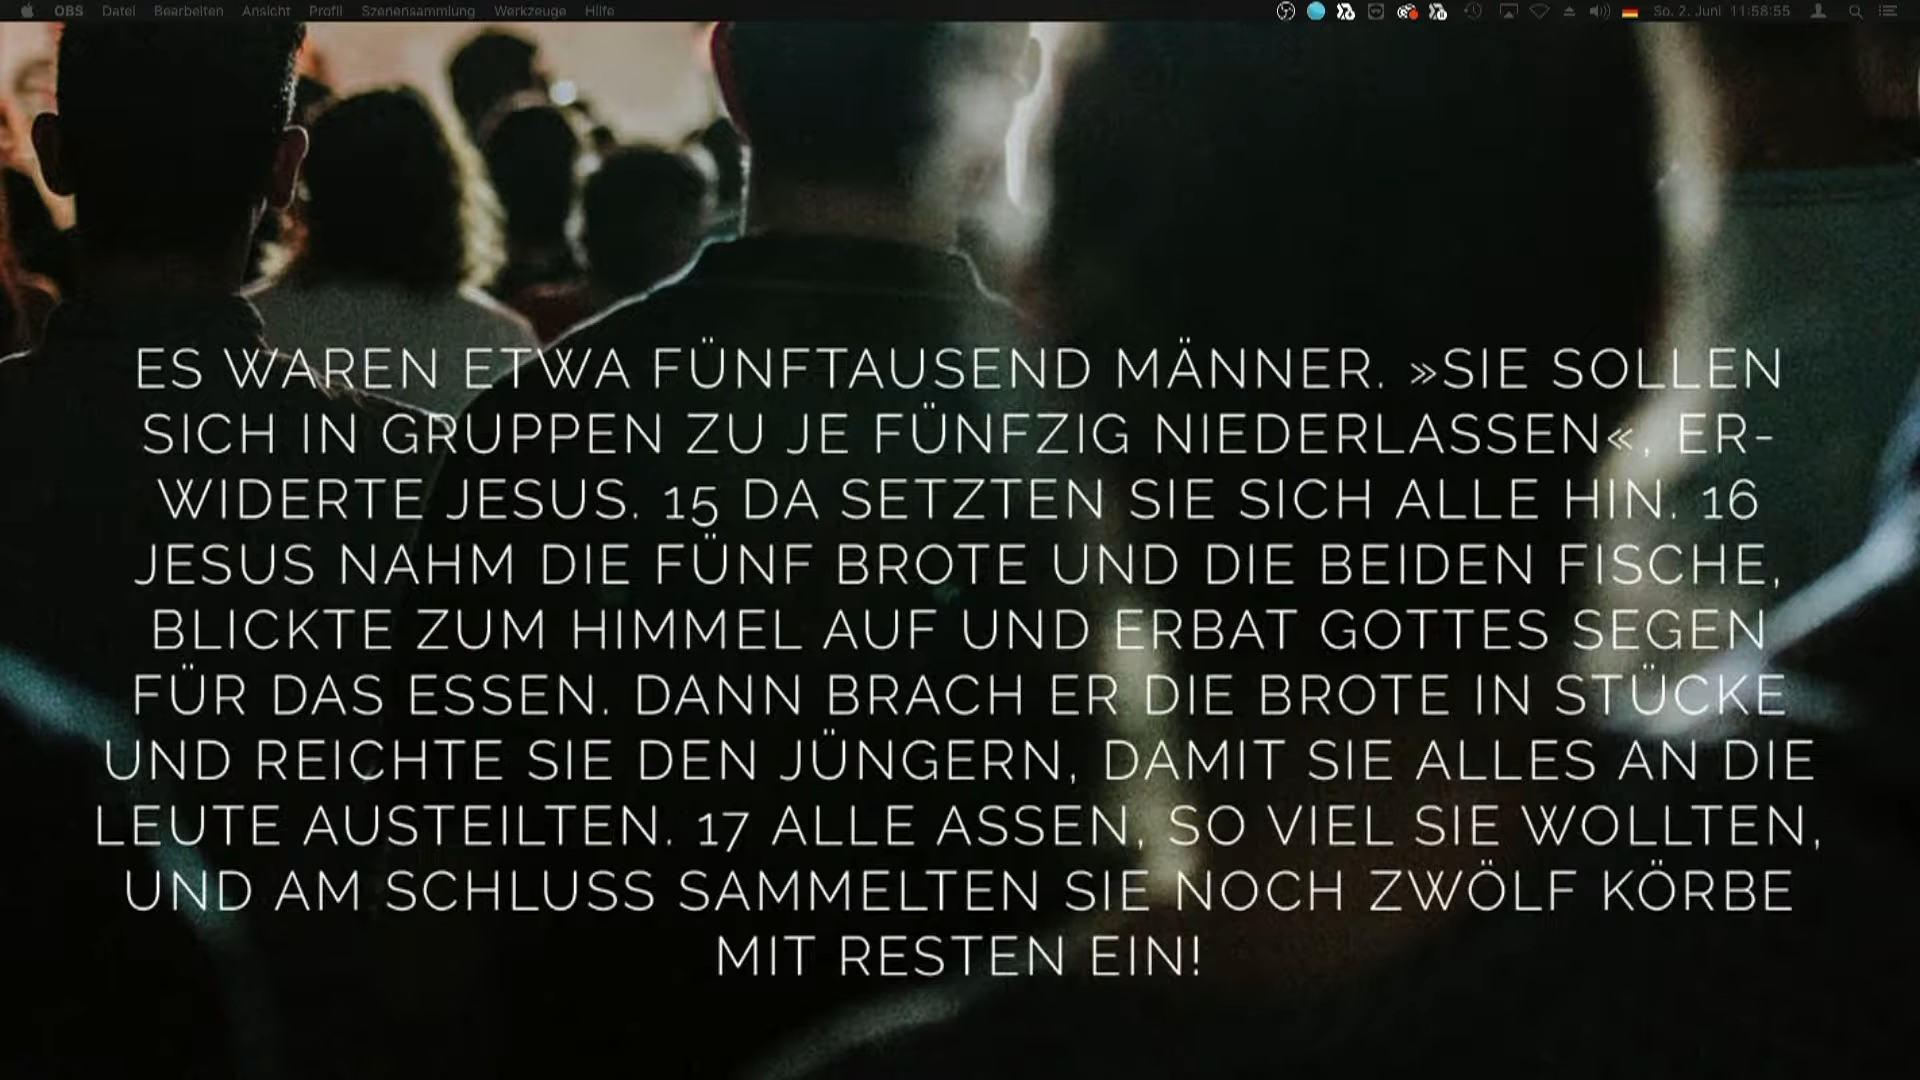 OBS Datei Bearbeiten Ansicht Profil Szenensammlung Werkzeuge Hilfe So. 2. Juni 11:58:55
ES WAREN ETWA FÜNFTAUSEND MÄNNER. »SIE SOLLEN
SICH IN GRUPPEN ZU JE FÜNFZIG NIEDERLASSEN«, ER-
WIDERTE JESUS. 15 DA SETZTEN SIE SICH ALLE HIN. 16
JESUS NAHM DIE FÜNF BROTE UND DIE BEIDEN FISCHE,
BLICKTE ZUM HIMMEL AUF UND ERBAT GOTTES SEGEN
FÜR DAS ESSEN. DANN BRACH ER DIE BROTE IN STÜCKE
UND REICHTE SIE DEN JÜNGERN, DAMIT SIE ALLES AN DIE
LEUTE AUSTEILTEN. 17 ALLE ASSEN, SO VIEL SIE WOLLTEN,
UND AM SCHLUSS SAMMELTEN SIE NOCH ZWÖLF KÖRBE
MIT RESTEN EIN!